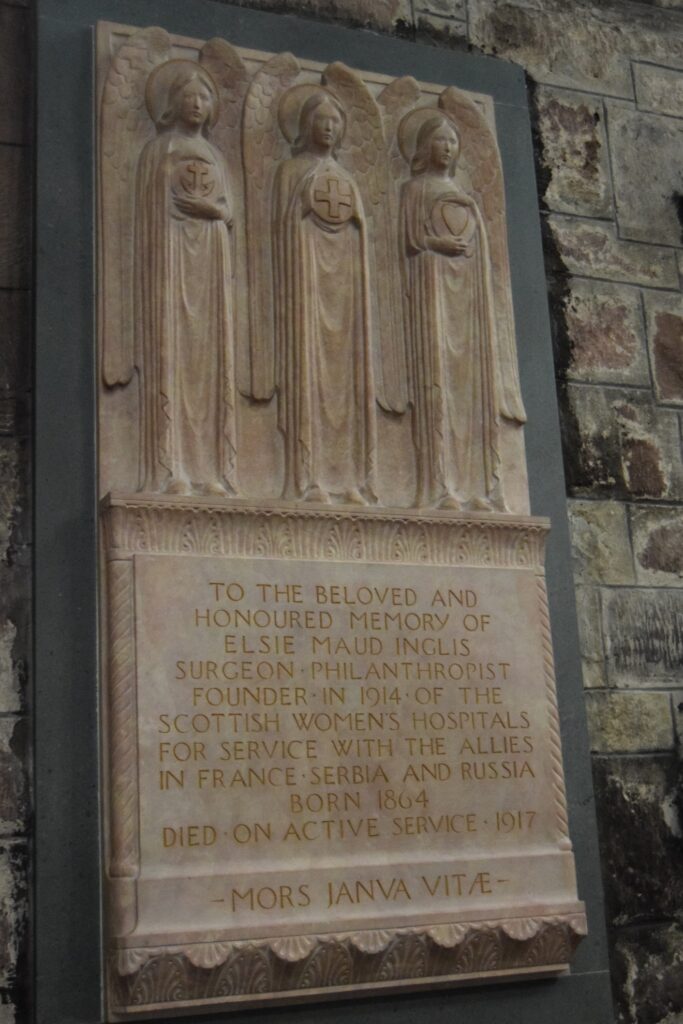 TO THE BELOVED AND
HONOURED MEMORY OF
ELSIE MAUD INGLIS
SURGEON · PHILANTHROPIST
FOUNDER · IN 1914 · OF THE
SCOTTISH WOMEN'S HOSPITALS
FOR SERVICE WITH THE ALLIES
IN FRANCE · SERBIA AND RUSSIA
BORN 1864
DIED · ON ACTIVE SERVICE · 1917
- MORS JANVA VITÆ -